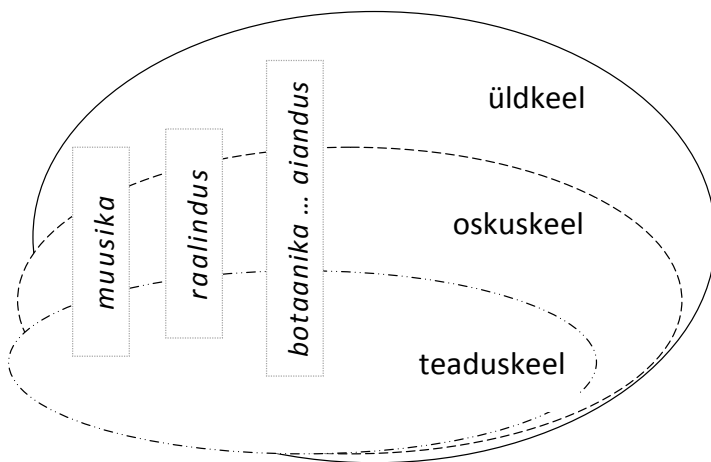 üldkeel
oskuskeel
teaduskeel
muusika
raalindus
botaanika ... aiandus